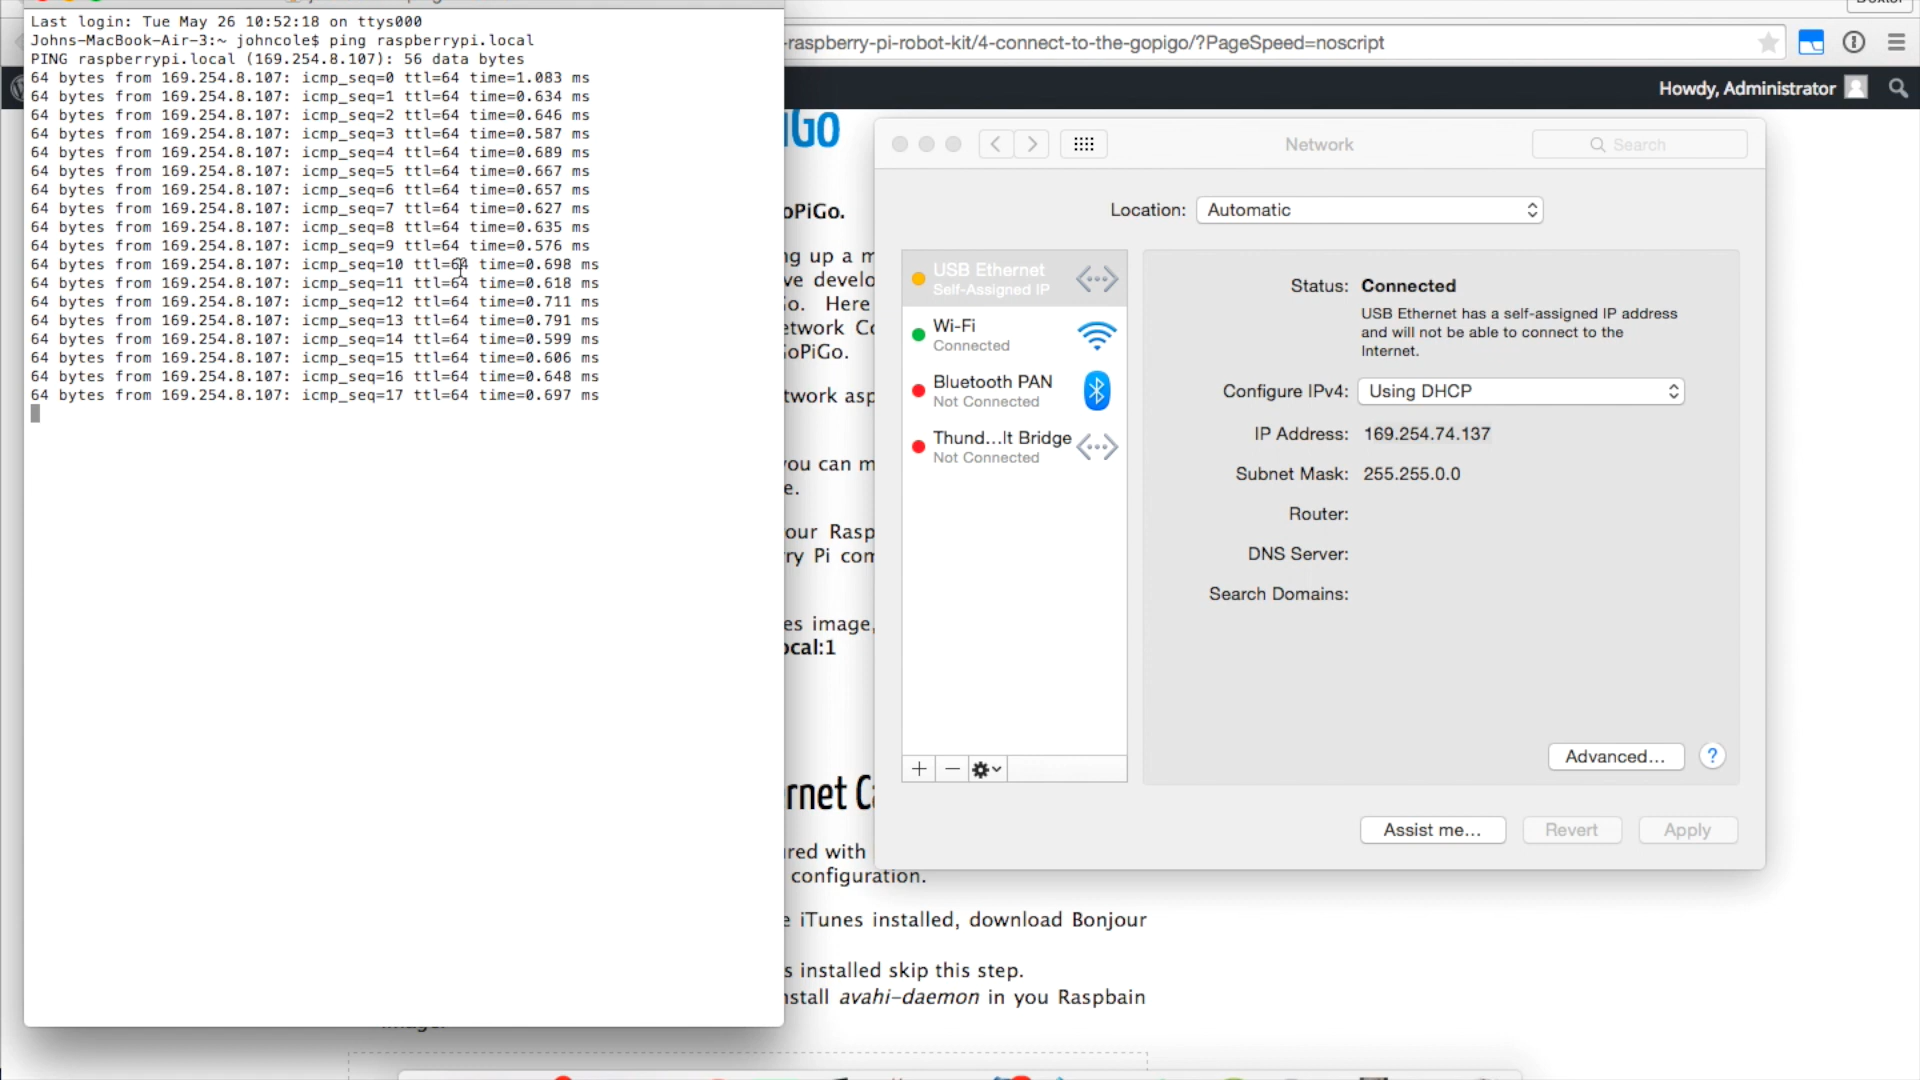 Last login: Tue May 26 10:52:18 on ttys000
Johns-MacBook-Air-3:~ johncole$ ping raspberrypi.local
PING raspberrypi.local (169.254.8.107): 56 data bytes
64 bytes from 169.254.8.107: icmp_seq=0 ttl=64 time=1.083 ms
64 bytes from 169.254.8.107: icmp_seq=1 ttl=64 time=0.634 ms
64 bytes from 169.254.8.107: icmp_seq=2 ttl=64 time=0.646 ms
64 bytes from 169.254.8.107: icmp_seq=3 ttl=64 time=0.587 ms
64 bytes from 169.254.8.107: icmp_seq=4 ttl=64 time=0.689 ms
64 bytes from 169.254.8.107: icmp_seq=5 ttl=64 time=0.667 ms
64 bytes from 169.254.8.107: icmp_seq=6 ttl=64 time=0.657 ms
64 bytes from 169.254.8.107: icmp_seq=7 ttl=64 time=0.627 ms
64 bytes from 169.254.8.107: icmp_seq=8 ttl=64 time=0.635 ms
64 bytes from 169.254.8.107: icmp_seq=9 ttl=64 time=0.576 ms
64 bytes from 169.254.8.107: icmp_seq=10 ttl=64 time=0.698 ms
64 bytes from 169.254.8.107: icmp_seq=11 ttl=64 time=0.618 ms
64 bytes from 169.254.8.107: icmp_seq=12 ttl=64 time=0.711 ms
64 bytes from 169.254.8.107: icmp_seq=13 ttl=64 time=0.791 ms
64 bytes from 169.254.8.107: icmp_seq=14 ttl=64 time=0.599 ms
64 bytes from 169.254.8.107: icmp_seq=15 ttl=64 time=0.606 ms
64 bytes from 169.254.8.107: icmp_seq=16 ttl=64 time=0.648 ms
64 bytes from 169.254.8.107: icmp_seq=17 ttl=64 time=0.697 ms
-raspberry-pi-robot-kit/4-connect-to-the-gopigo/?PageSpeed=noscript
Howdy, Administrator
iGo
oPiGo.
ng up a m
ve develo
o. Here
etwork Co
GoPiGo.
twork asp
you can m
e.
our Rasp
ry Pi com
es image,
ocal:1
rnet Ca
red with
configuration.
e iTunes installed, download Bonjour
s installed skip this step.
nstall avahi-daemon in you Raspbain
Network
Search
Location: Automatic
USB Ethernet
Self-Assigned IP
Wi-Fi
Connected
Bluetooth PAN
Not Connected
Thund...lt Bridge
Not Connected
Status: Connected
USB Ethernet has a self-assigned IP address
and will not be able to connect to the
Internet.
Configure IPv4: Using DHCP
IP Address: 169.254.74.137
Subnet Mask: 255.255.0.0
Router:
DNS Server:
Search Domains:
Advanced...
?
Assist me...
Revert
Apply